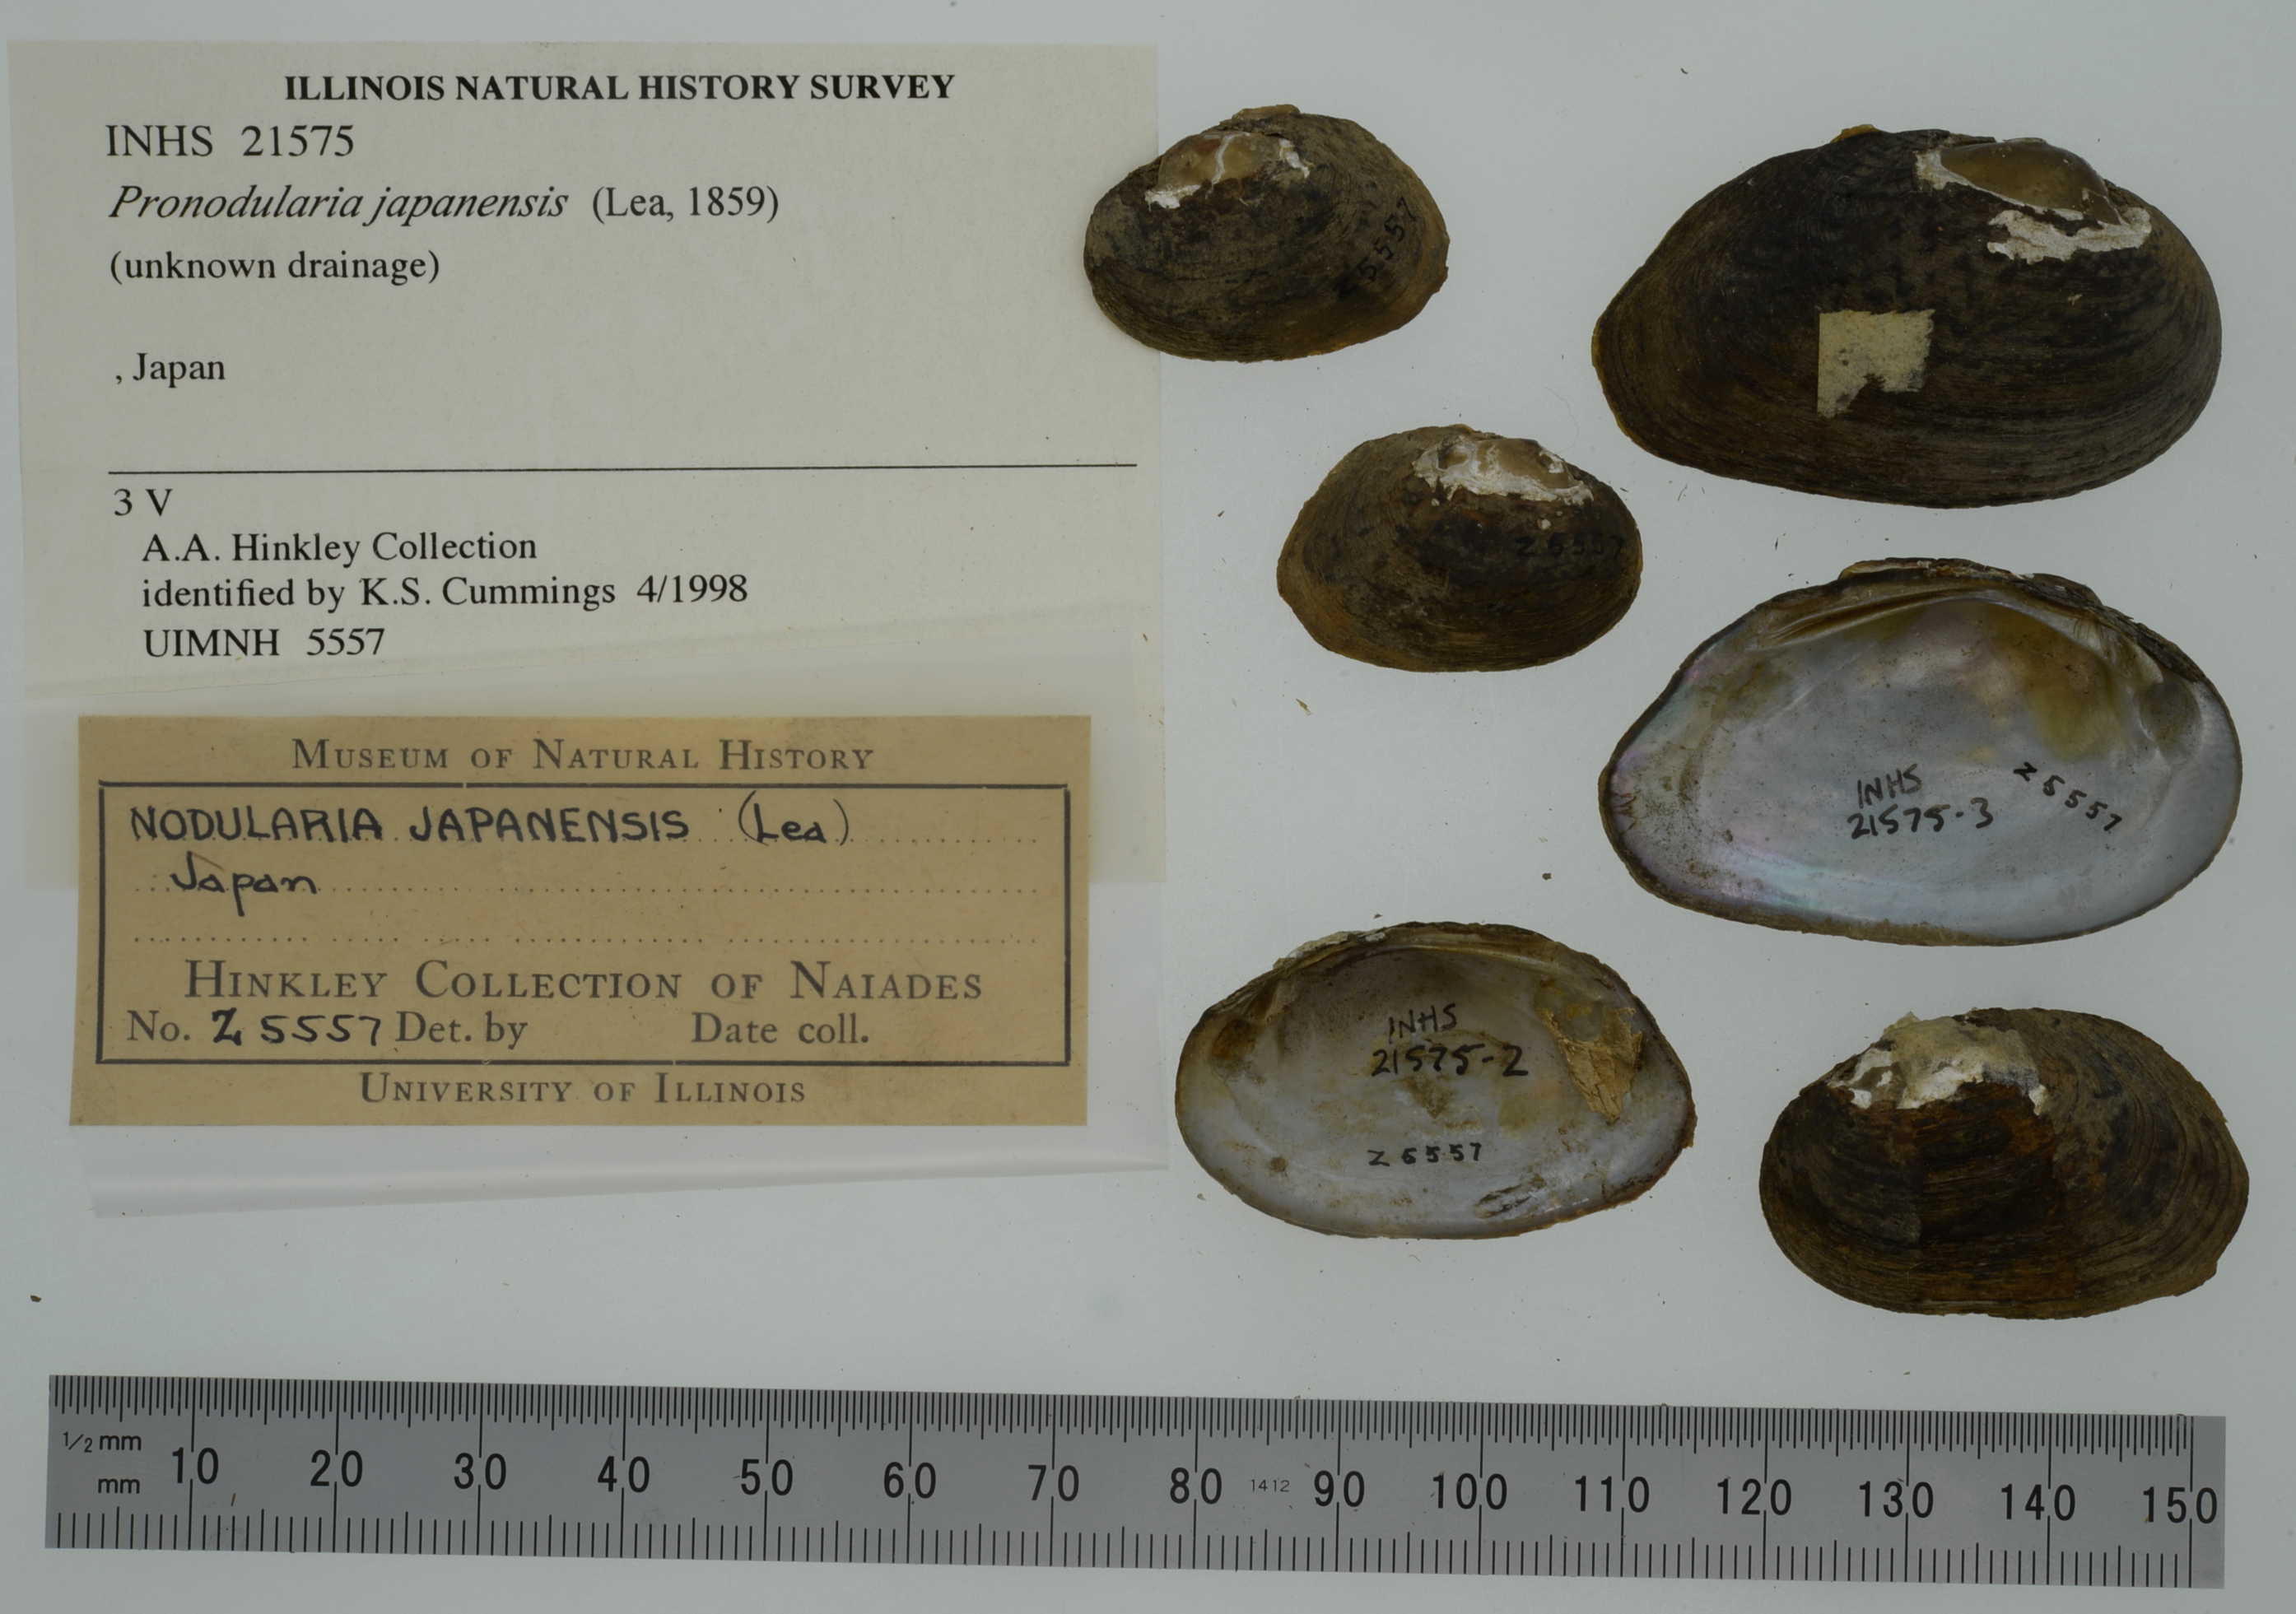 ILLINOIS NATURAL HISTORY SURVEY
INHS 21575
Pronodularia japanensis (Lea, 1859)
(unknown drainage)
, Japan
3 V
A.A. Hinkley Collection
identified by K.S. Cummings 4/1998
UIMNH 5557
MUSEUM OF NATURAL HISTORY
NODULARIA JAPANENSIS (Lea)
Japan
HINKLEY COLLECTION OF NAIADES
No. Z 5557 Det. by Date coll.
UNIVERSITY OF ILLINOIS
Z 5557
Z 5557
INHS
21575-3
Z 5557
INHS
21575-2
Z 5557
1/2 mm
mm
10 20 30 40 50 60 70 80 1412 90 100 110 120 130 140 150